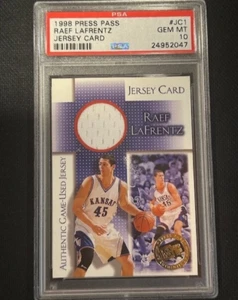 PSA
1998 PRESS PASS
#JC1
RAEF LAFRENTZ
GEM MT
JERSEY CARD
10
24952047
JERSEY CARD
RAEF
LAFRENTZ
AUTHENTIC GAME-USED JERSEY
KANSAS
45
45